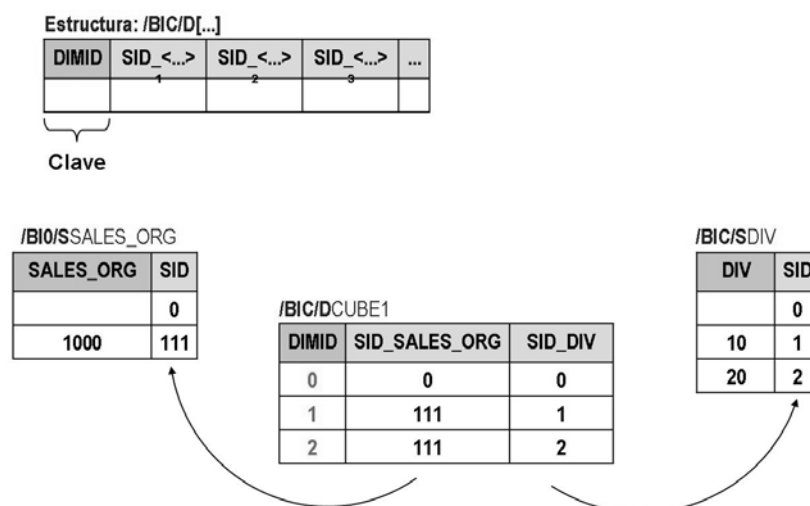 Estructura: /BIC/D[...]
DIMID SID_<...> SID_<...> SID_<...> ...
1 2 3
Clave
/BI0/SSALES_ORG
SALES_ORG SID
0
1000 111
/BIC/DCUBE1
DIMID SID_SALES_ORG SID_DIV
0 0 0
1 111 1
2 111 2
/BIC/SDIV
DIV SID
0
10 1
20 2